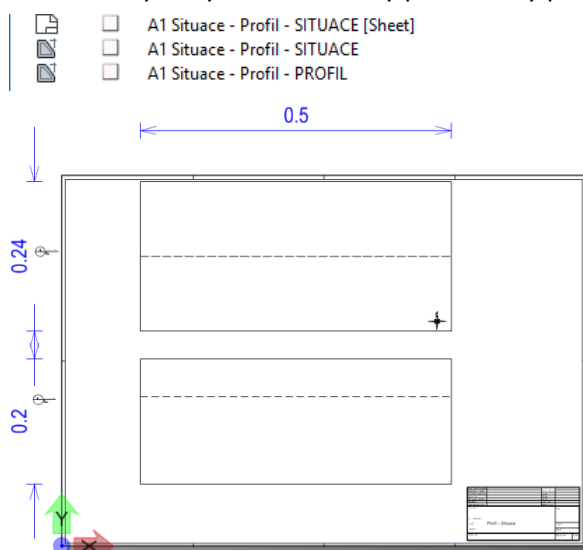 A1 Situace - Profil - SITUACE [Sheet]
A1 Situace - Profil - SITUACE
A1 Situace - Profil - PROFIL
0.5
0.24
0.2
Y
X
Profil - Situace